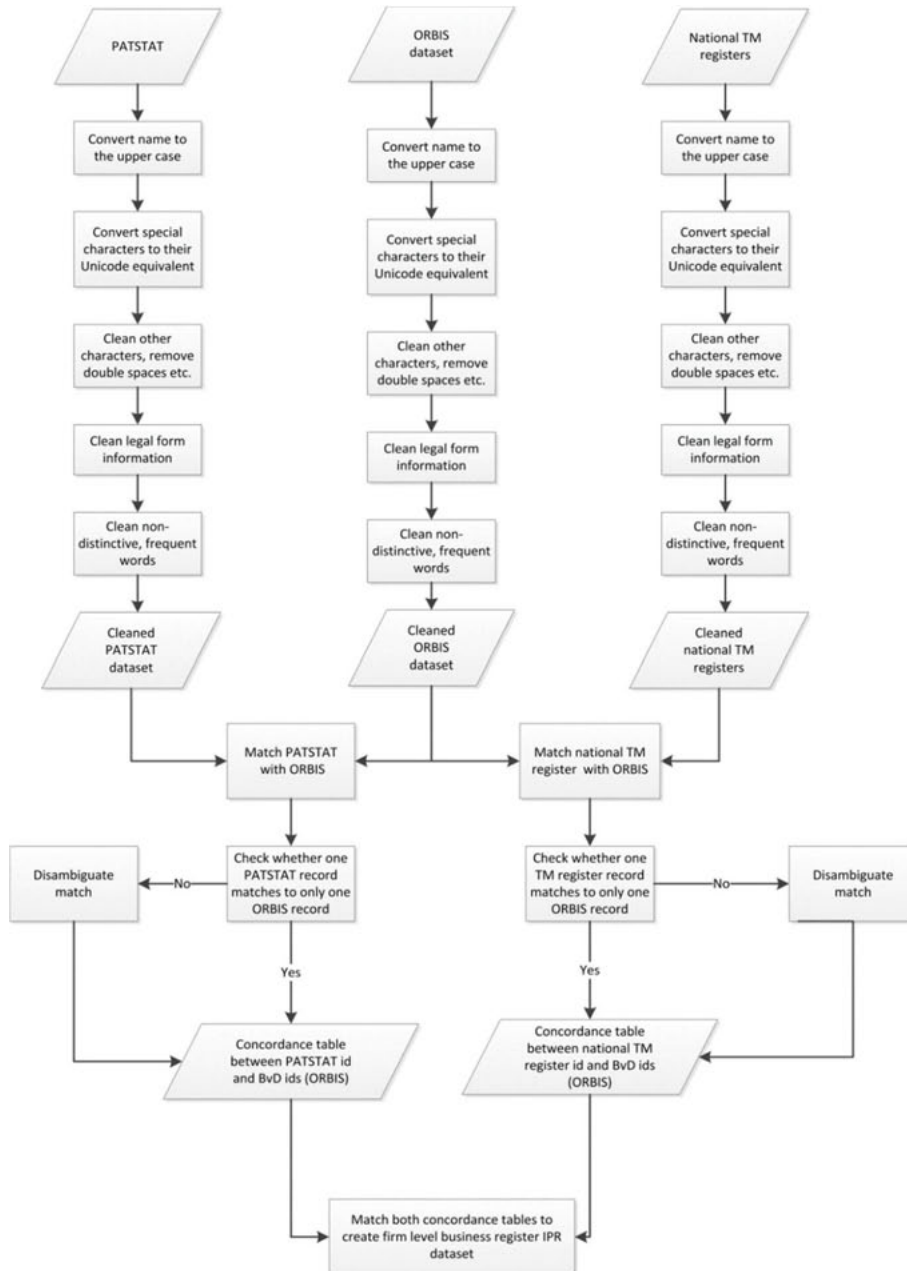 PATSTAT
ORBIS
dataset
National TM
registers
Convert name to
the upper case
Convert name to
the upper case
Convert name to
the upper case
Convert special
characters to their
Unicode equivalent
Convert special
characters to their
Unicode equivalent
Convert special
characters to their
Unicode equivalent
Clean other
characters, remove
double spaces etc.
Clean other
characters, remove
double spaces etc.
Clean other
characters, remove
double spaces etc.
Clean legal form
information
Clean legal form
information
Clean legal form
information
Clean non-
distinctive, frequent
words
Clean non-
distinctive, frequent
words
Clean non-
distinctive, frequent
words
Cleaned
PATSTAT
dataset
Cleaned
ORBIS
dataset
Cleaned
national TM
registers
Match PATSTAT
with ORBIS
Match national TM
register with ORBIS
Disambiguate
match
No
Check whether one
PATSTAT record
matches to only one
ORBIS record
Check whether one
TM register record
matches to only one
ORBIS record
No
Disambiguate
match
Yes
Yes
Concordance table
between PATSTAT id
and BvD ids (ORBIS)
Concordance table
between national TM
register id and BvD ids
(ORBIS)
Match both concordance tables to
create firm level business register IPR
dataset